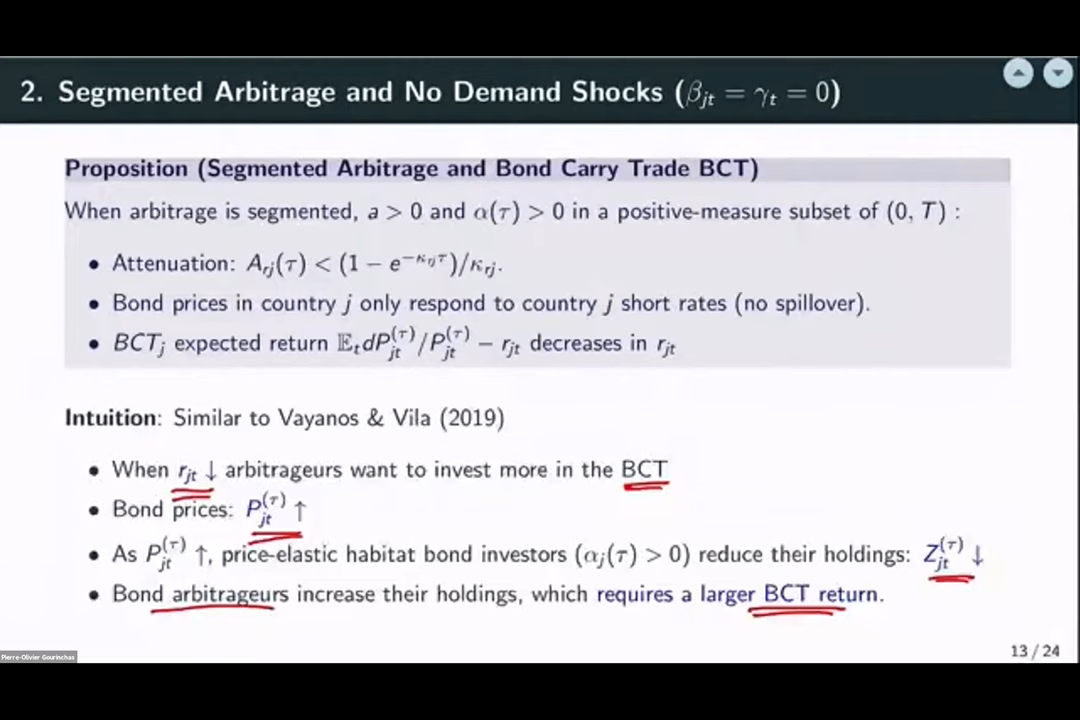 2. Segmented Arbitrage and No Demand Shocks (βjt = γt = 0)
Proposition (Segmented Arbitrage and Bond Carry Trade BCT)
When arbitrage is segmented, a > 0 and α(τ) > 0 in a positive-measure subset of (0, T) :
• Attenuation: Arj(τ) < (1 − e^−κrjτ)/κrj.
• Bond prices in country j only respond to country j short rates (no spillover).
• BCTj expected return 𝔼t dPjt^(τ)/Pjt^(τ) − rjt decreases in rjt
Intuition: Similar to Vayanos & Vila (2019)
• When rjt ↓ arbitrageurs want to invest more in the BCT
• Bond prices: Pjt^(τ) ↑
• As Pjt^(τ) ↑, price-elastic habitat bond investors (αj(τ) > 0) reduce their holdings: Zjt^(τ) ↓
• Bond arbitrageurs increase their holdings, which requires a larger BCT return.
13 / 24
Pierre-Olivier Gourinchas